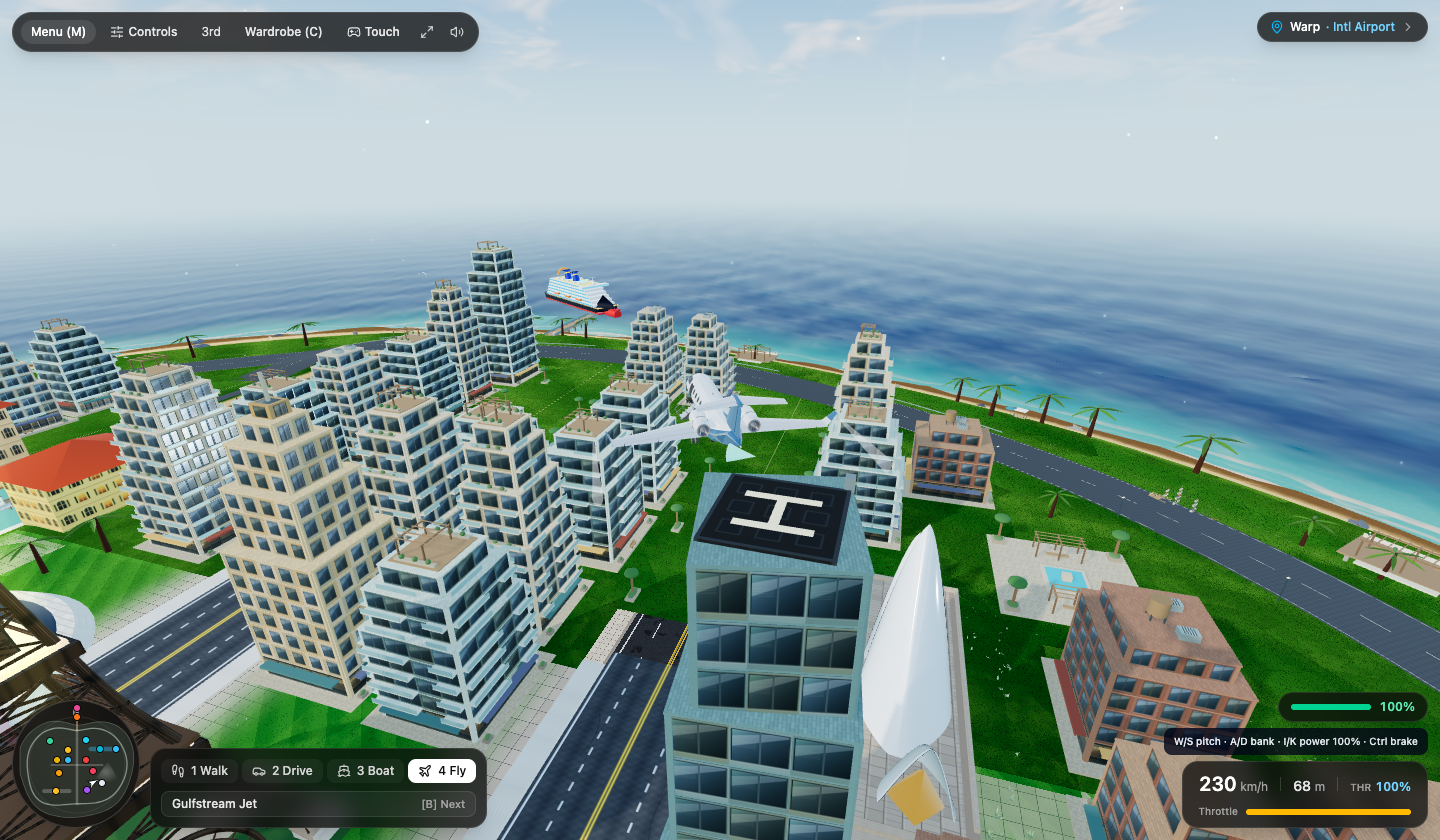 Menu (M) Controls 3rd Wardrobe (C) Touch
Warp · Intl Airport
H
100%
W/S pitch · A/D bank · I/K power 100% · Ctrl brake
1 Walk 2 Drive 3 Boat 4 Fly
Gulfstream Jet [B] Next
230 km/h 68 m THR 100%
Throttle